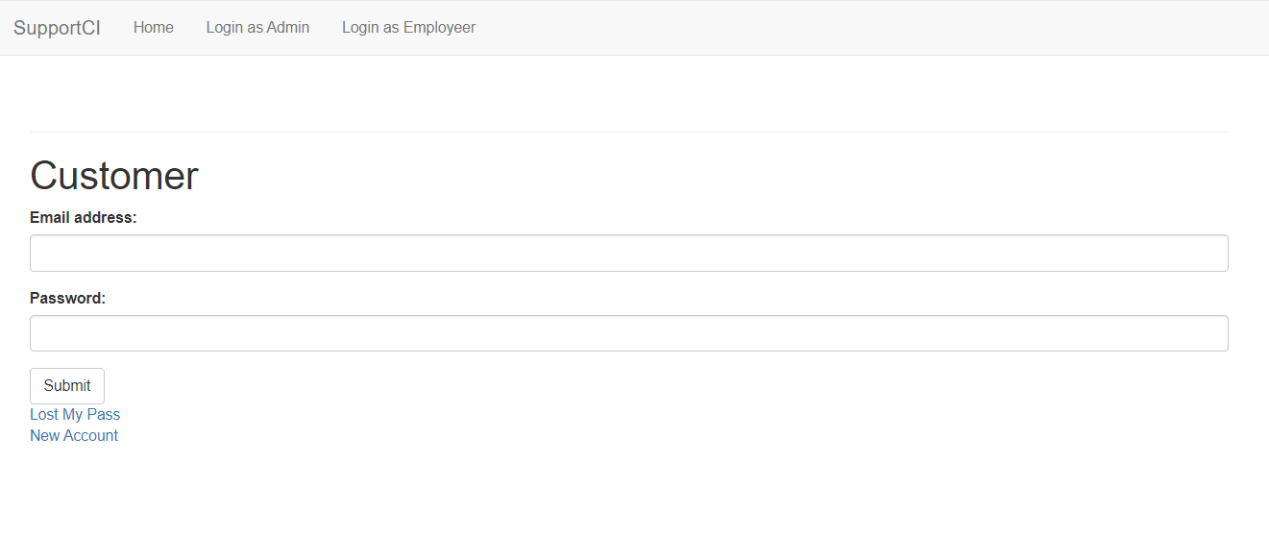 SupportCI Home Login as Admin Login as Employeer
Customer
Email address:
Password:
Submit
Lost My Pass
New Account